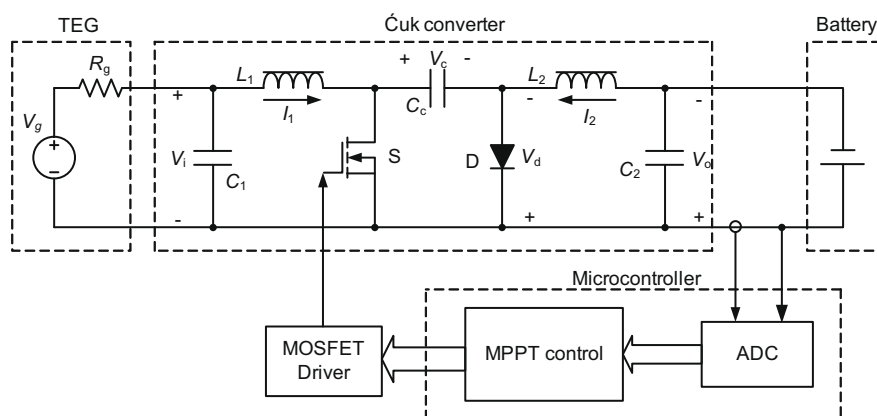 TEG
Ćuk converter
Battery
Rg
L1
+ Vc -
L2
Vg
+
I1
Cc
-
I2
-
+
-
Vi
C1
S
D
Vd
C2
Vo
-
+
+
Microcontroller
MOSFET
Driver
MPPT control
ADC